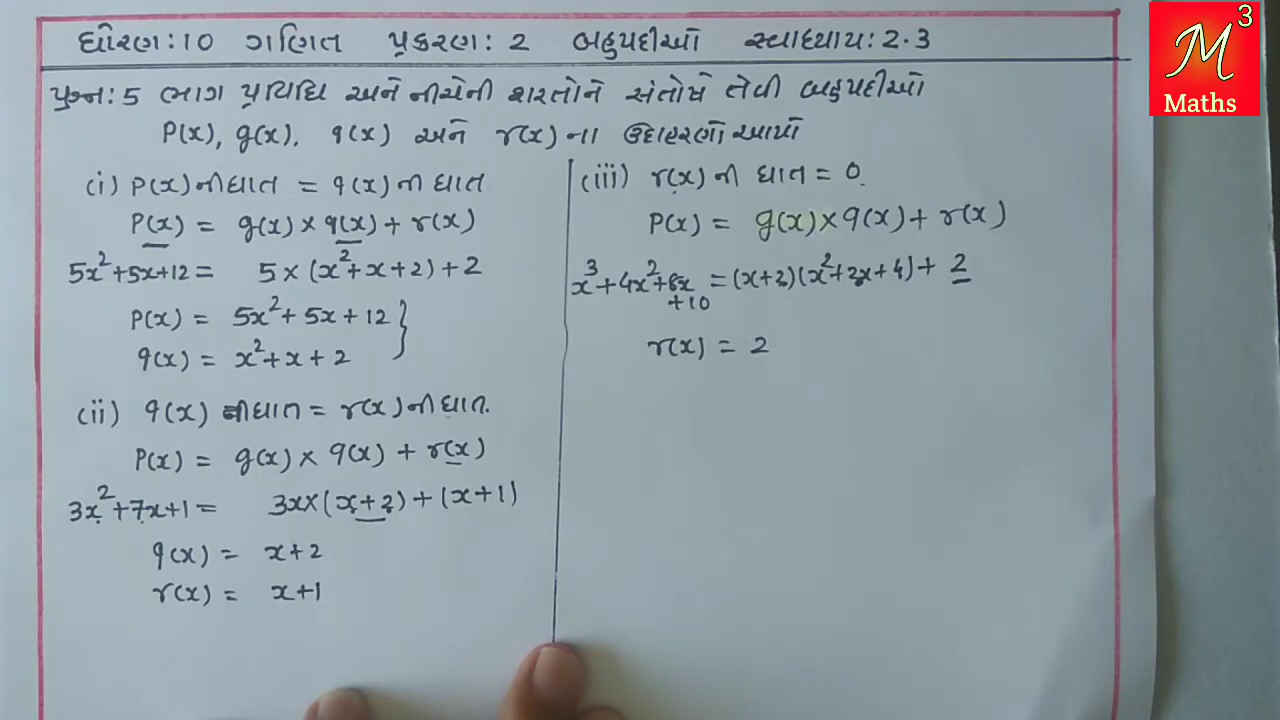 ધોરણ: 10 ગણિત પ્રકરણ: 2 બહુપદીઓ સ્વાધ્યાય: 2.3
M³
Maths
પ્રશ્ન: 5 ભાગ પ્રવિધિ અને નીચેની શરતોને સંતોષે તેવી બહુપદીઓ
P(x), g(x), q(x) અને r(x) ના ઉદાહરણો આપો
(i) P(x) ની ઘાત = q(x) ની ઘાત
P(x) = g(x) × q(x) + r(x)
5x² + 5x + 12 = 5 × (x² + x + 2) + 2
P(x) = 5x² + 5x + 12 }
q(x) = x² + x + 2
(ii) q(x) ની ઘાત = r(x) ની ઘાત.
P(x) = g(x) × q(x) + r(x)
3x² + 7x + 1 = 3x × (x + 2) + (x + 1)
q(x) = x + 2
r(x) = x + 1
(iii) r(x) ની ઘાત = 0.
P(x) = g(x) × q(x) + r(x)
x³ + 4x² + 8x = (x + 2)(x² + 2x + 4) + 2
+ 10
r(x) = 2